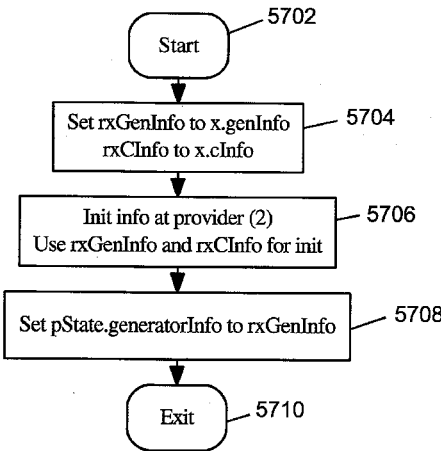 5702
Start
Set rxGenInfo to x.genInfo
rxCInfo to x.cInfo
5704
Init info at provider (2)
Use rxGenInfo and rxCInfo for init
5706
Set pState.generatorInfo to rxGenInfo
5708
Exit
5710